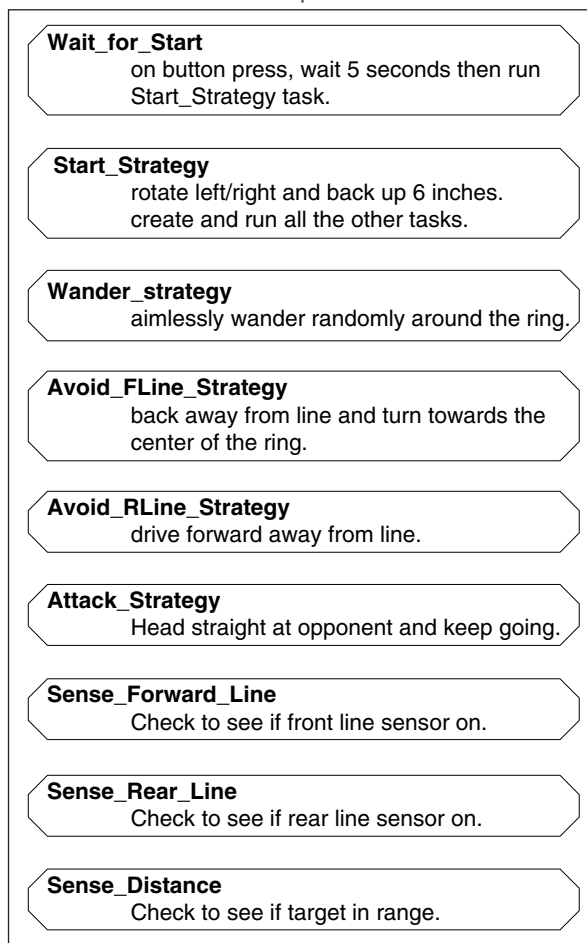 Wait_for_Start
on button press, wait 5 seconds then run
Start_Strategy task.
Start_Strategy
rotate left/right and back up 6 inches.
create and run all the other tasks.
Wander_strategy
aimlessly wander randomly around the ring.
Avoid_FLine_Strategy
back away from line and turn towards the
center of the ring.
Avoid_RLine_Strategy
drive forward away from line.
Attack_Strategy
Head straight at opponent and keep going.
Sense_Forward_Line
Check to see if front line sensor on.
Sense_Rear_Line
Check to see if rear line sensor on.
Sense_Distance
Check to see if target in range.